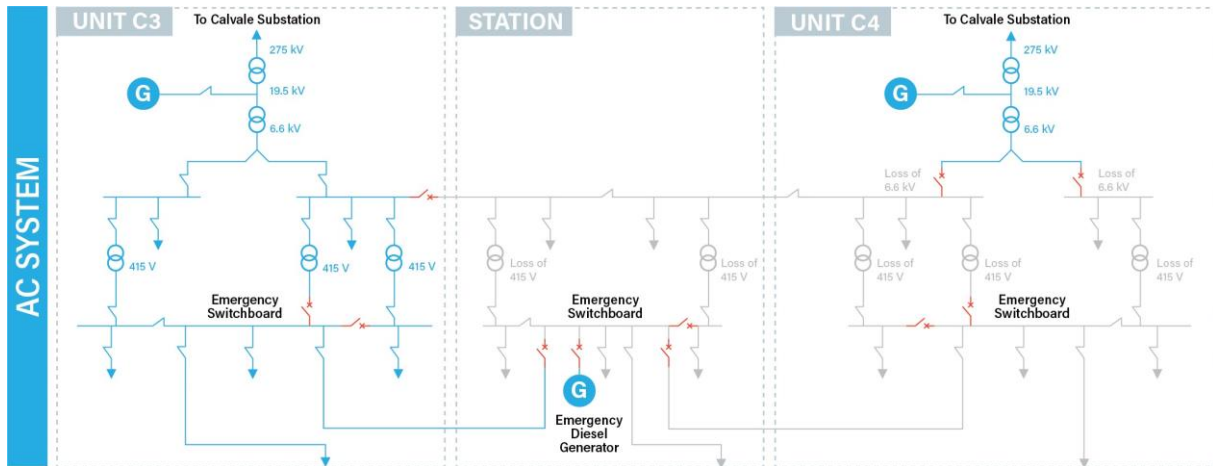 AC SYSTEM
UNIT C3
To Calvale Substation
275 kV
G
19.5 kV
6.6 kV
415 V
415 V
415 V
Emergency
Switchboard
STATION
Loss of
415 V
Loss of
415 V
Emergency
Switchboard
G
Emergency
Diesel
Generator
UNIT C4
To Calvale Substation
275 kV
G
19.5 kV
6.6 kV
Loss of
6.6 kV
Loss of
6.6 kV
Loss of
415 V
Loss of
415 V
Loss of
415 V
Emergency
Switchboard